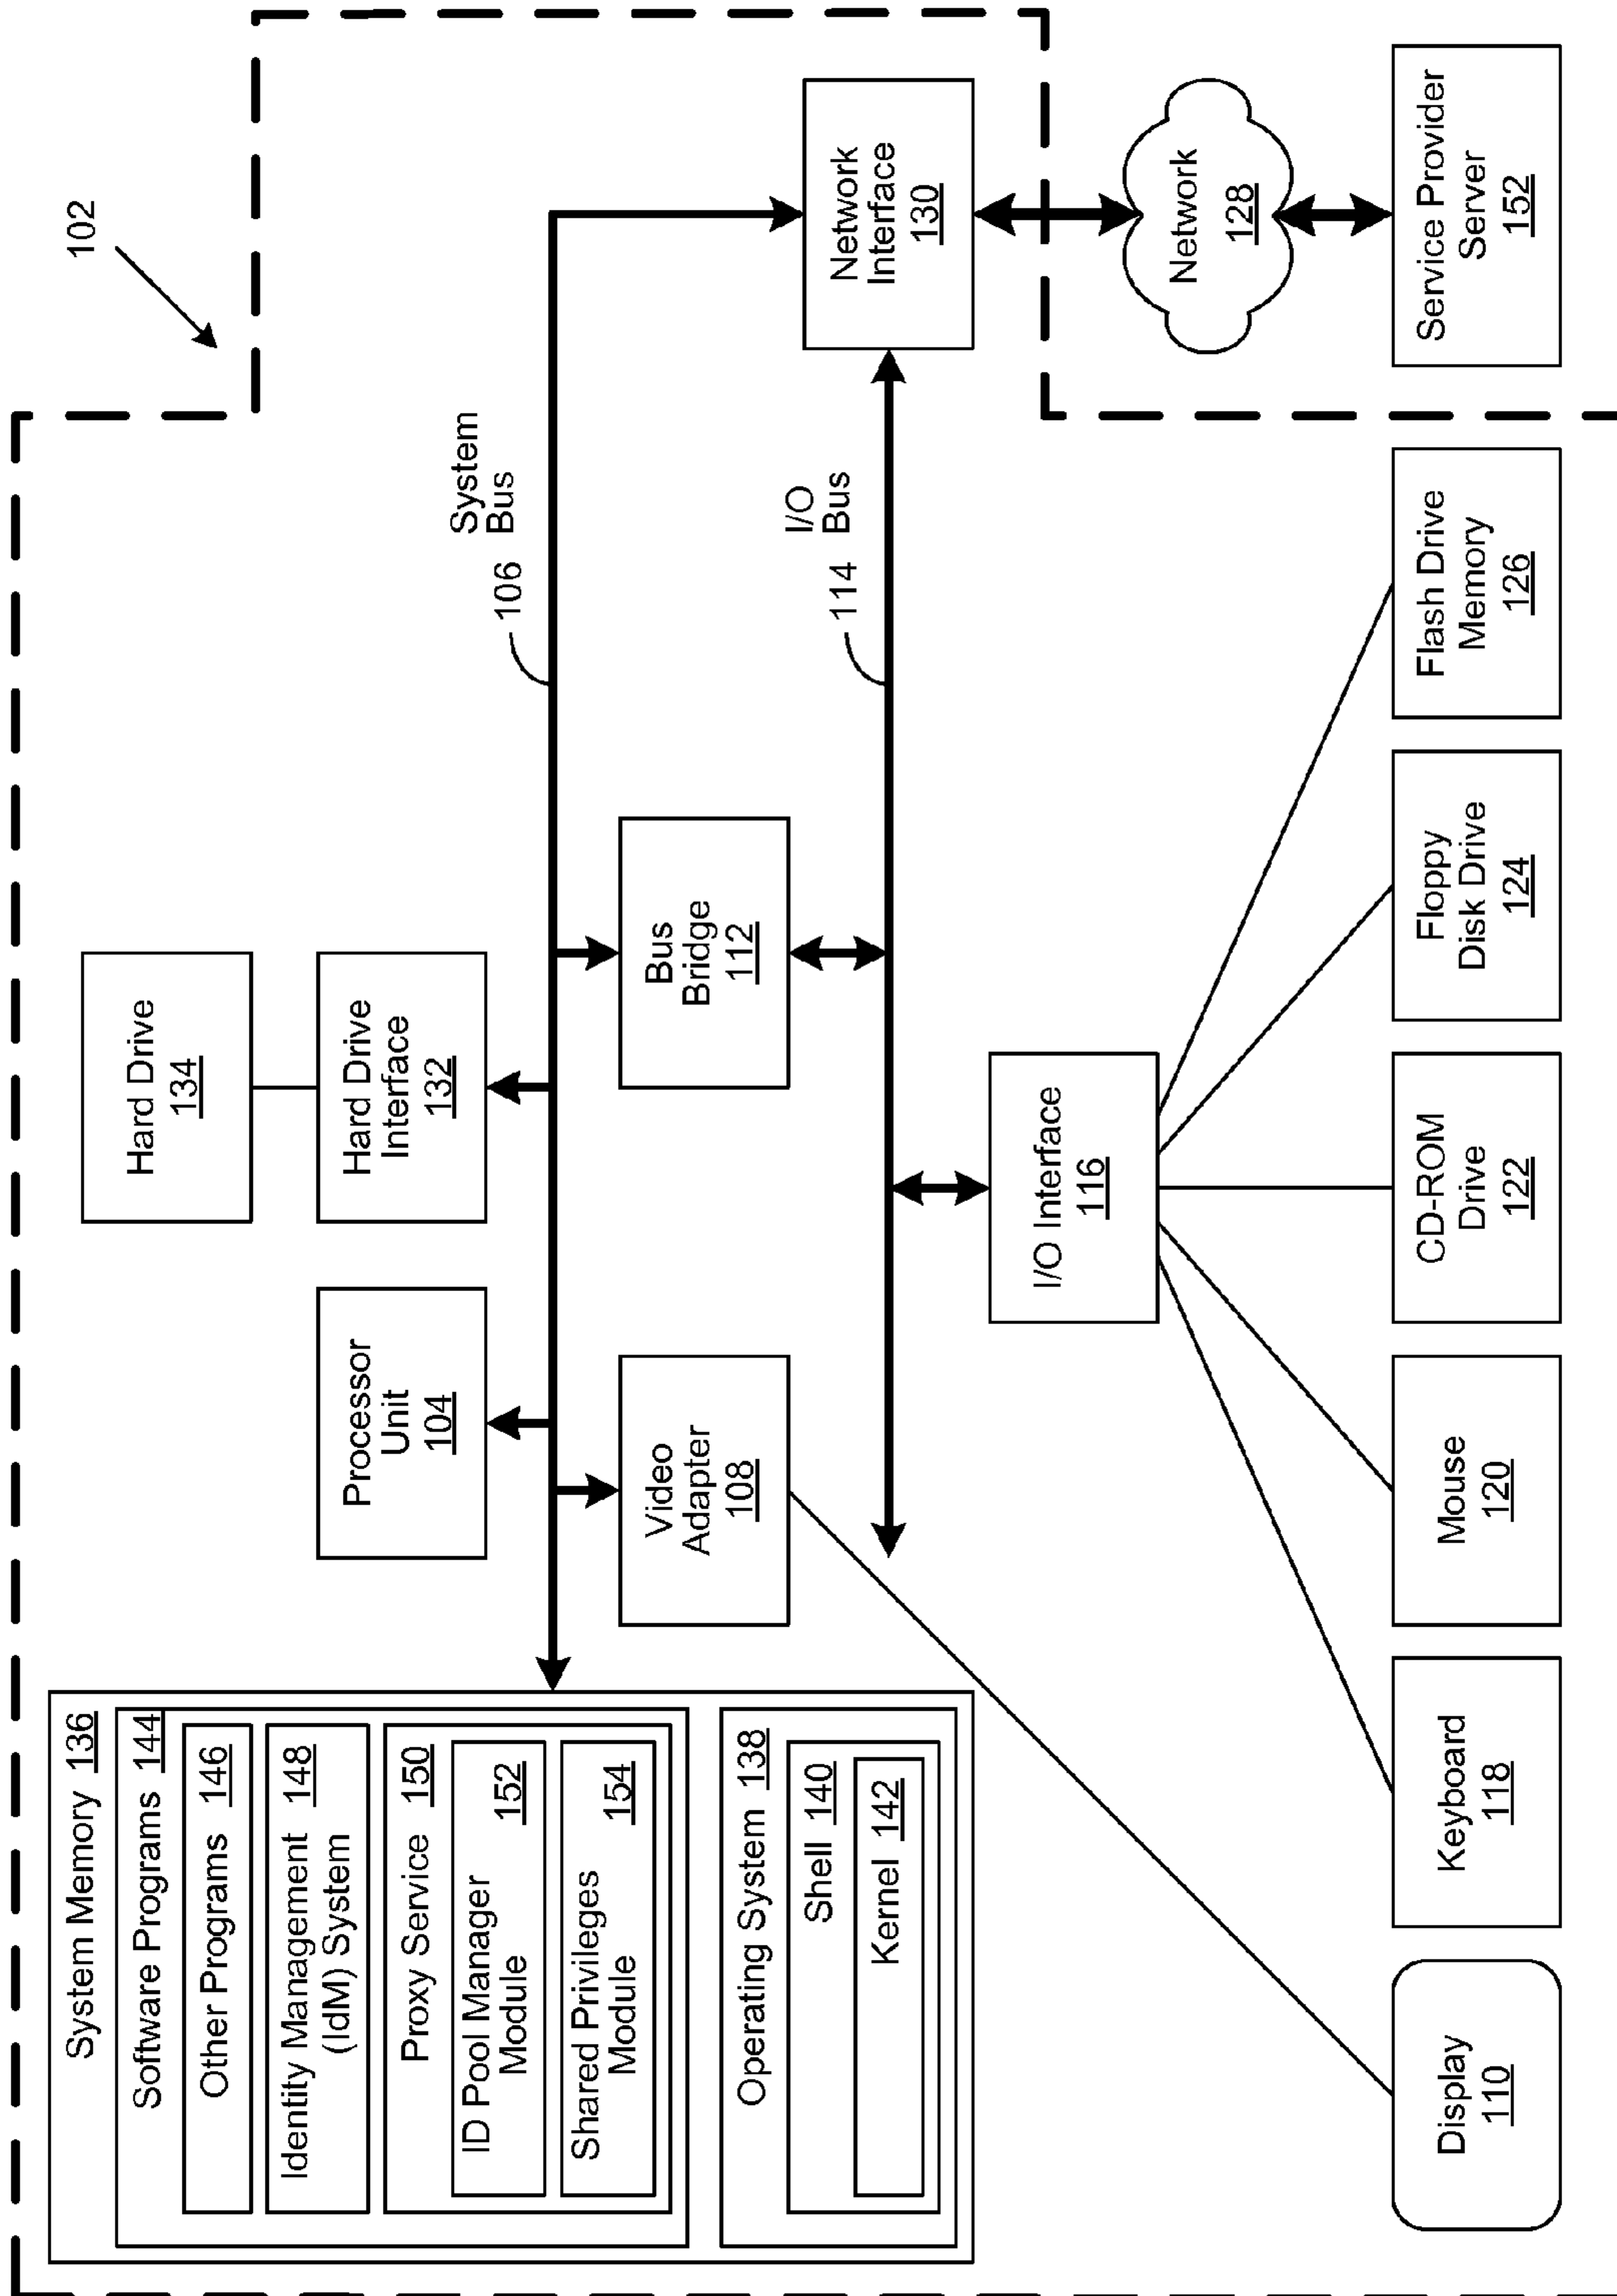 102
System Memory 136
Software Programs 144
Other Programs 146
Identity Management 148
(IdM) System
Proxy Service 150
ID Pool Manager
Module
152
Shared Privileges
Module
154
Operating System 138
Shell 140
Kernel 142
Processor
Unit
104
Hard Drive
134
Hard Drive
Interface
132
System
Bus
106
Video
Adapter
108
Bus
Bridge
112
Network
Interface
130
I/O
Bus
114
I/O Interface
116
Network
128
Display
110
Keyboard
118
Mouse
120
CD-ROM
Drive
122
Floppy
Disk Drive
124
Flash Drive
Memory
126
Service Provider
Server
152